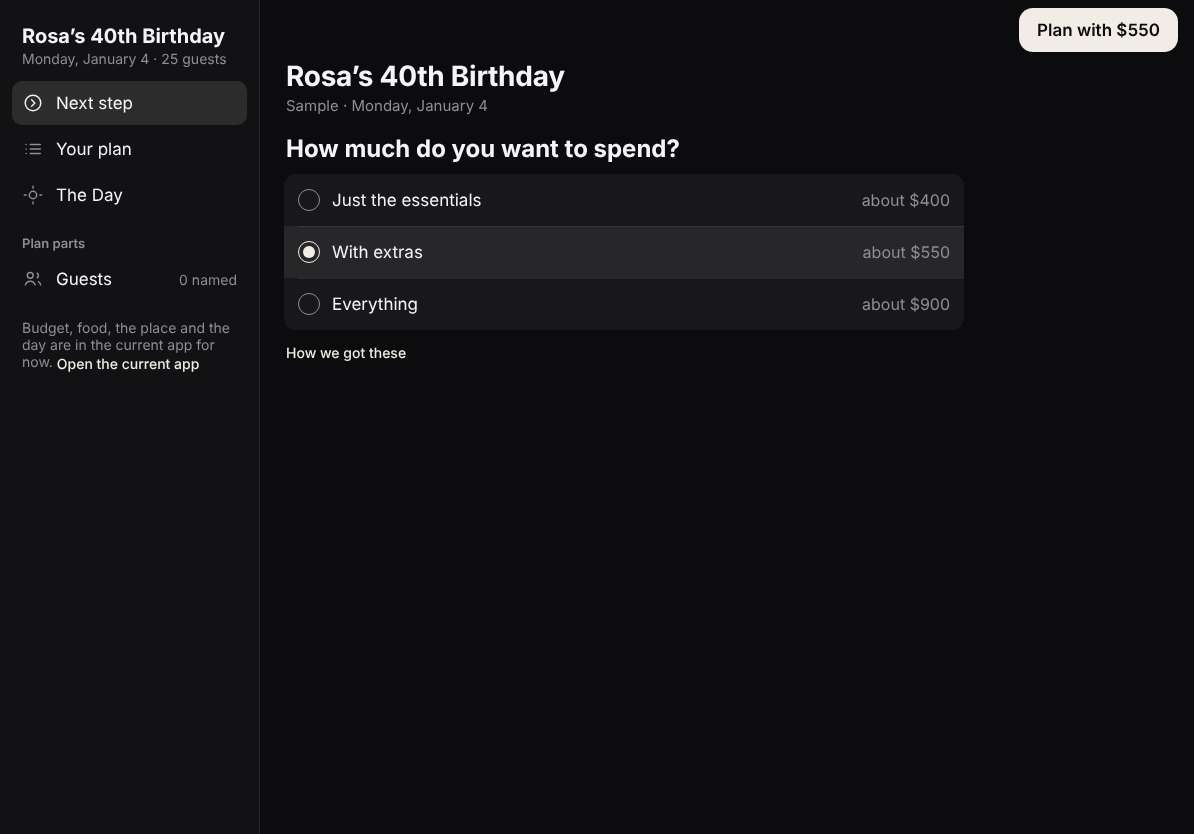 Rosa’s 40th Birthday
Monday, January 4 · 25 guests
Next step
Your plan
The Day
Plan parts
Guests
0 named
Budget, food, the place and the
day are in the current app for
now. Open the current app
Plan with $550
Rosa’s 40th Birthday
Sample · Monday, January 4
How much do you want to spend?
Just the essentials
about $400
With extras
about $550
Everything
about $900
How we got these